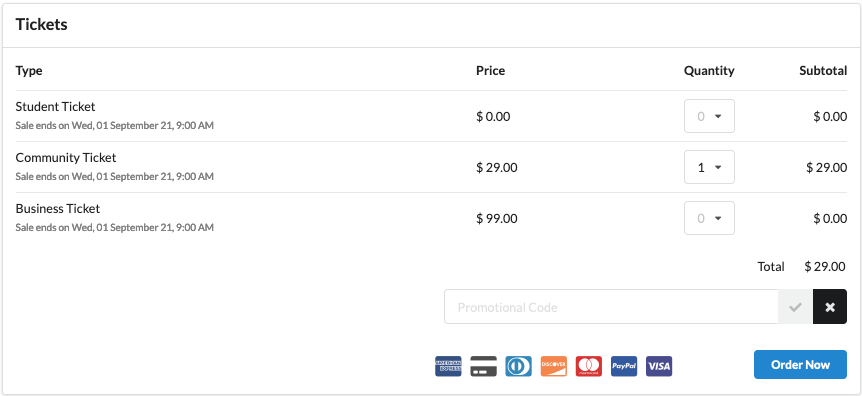 Tickets
Type Price Quantity Subtotal
Student Ticket
Sale ends on Wed, 01 September 21, 9:00 AM
$ 0.00 0 $ 0.00
Community Ticket
Sale ends on Wed, 01 September 21, 9:00 AM
$ 29.00 1 $ 29.00
Business Ticket
Sale ends on Wed, 01 September 21, 9:00 AM
$ 99.00 0 $ 0.00
Total $ 29.00
Promotional Code
AMERICAN EXPRESS DISCOVER mastercard PayPal VISA Order Now